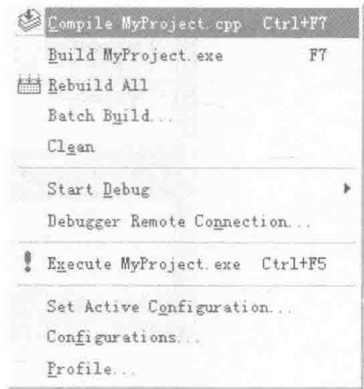 Compile MyProject.cpp Ctrl+F7
Build MyProject.exe F7
Rebuild All
Batch Build...
Clean
Start Debug
Debugger Remote Connection...
Execute MyProject.exe Ctrl+F5
Set Active Configuration...
Configurations...
Profile...